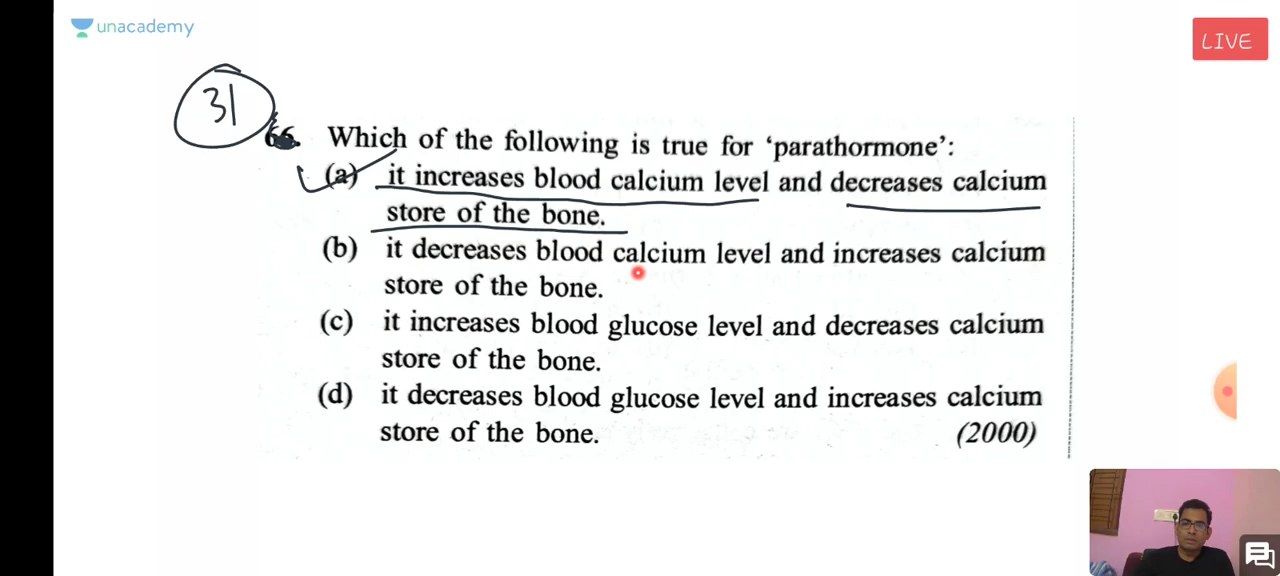 unacademy
LIVE
31
66. Which of the following is true for 'parathormone':
(a) it increases blood calcium level and decreases calcium
store of the bone.
(b) it decreases blood calcium level and increases calcium
store of the bone.
(c) it increases blood glucose level and decreases calcium
store of the bone.
(d) it decreases blood glucose level and increases calcium
store of the bone. (2000)